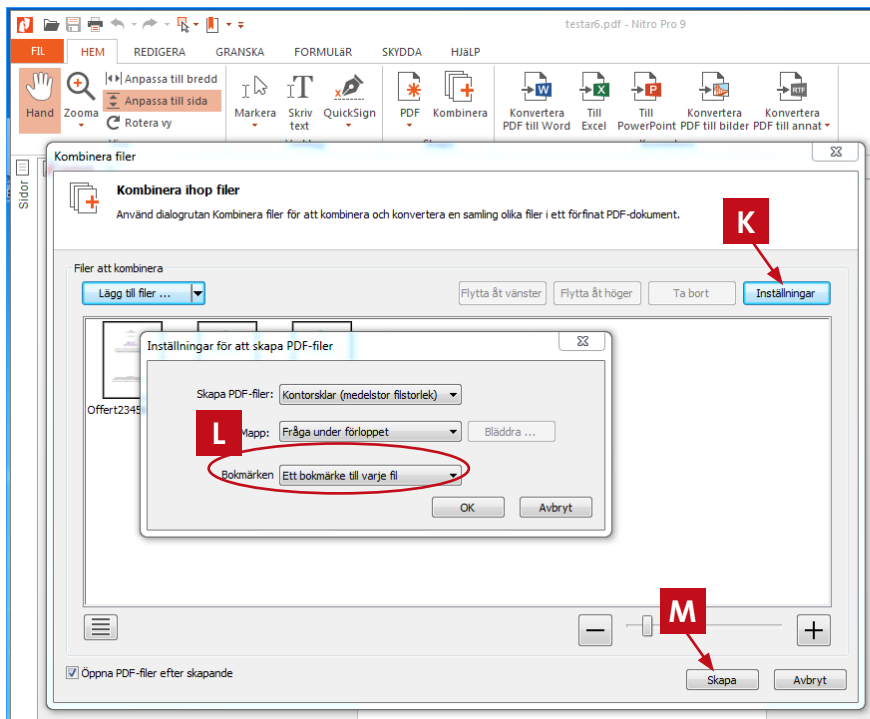 testar6.pdf - Nitro Pro 9
FIL HEM REDIGERA GRANSKA FORMULäR SKYDDA HJäLP
Hand
Zooma
Anpassa till bredd
Anpassa till sida
Rotera vy
Markera
Skriv
text
QuickSign
PDF
Kombinera
Konvertera
PDF till Word
Till
Excel
Till
PowerPoint
Konvertera
PDF till bilder
Konvertera
PDF till annat
Sidor
Kombinera filer
Kombinera ihop filer
Använd dialogrutan Kombinera filer för att kombinera och konvertera en samling olika filer i ett förfinat PDF-dokument.
K
Filer att kombinera
Lägg till filer ... Flytta åt vänster Flytta åt höger Ta bort Inställningar
Offert2345
Inställningar för att skapa PDF-filer
Skapa PDF-filer: Kontorsklar (medelstor filstorlek)
L
Mapp: Fråga under förloppet Bläddra ...
Bokmärken Ett bokmärke till varje fil
OK Avbryt
M
Öppna PDF-filer efter skapande
Skapa Avbryt